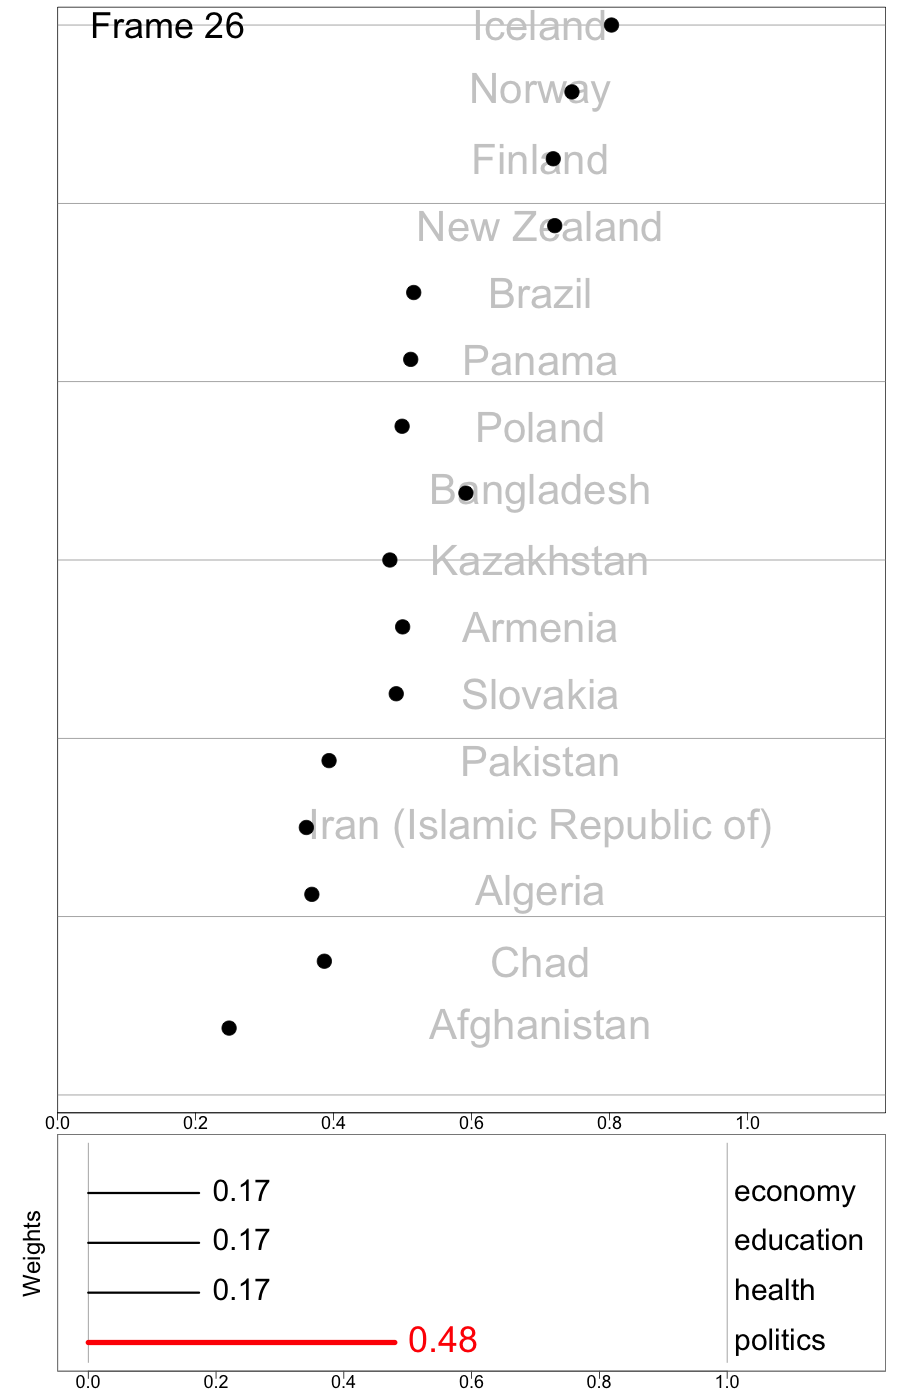 Frame 26
Iceland
Norway
Finland
New Zealand
Brazil
Panama
Poland
Bangladesh
Kazakhstan
Armenia
Slovakia
Pakistan
Iran (Islamic Republic of)
Algeria
Chad
Afghanistan
0.0 0.2 0.4 0.6 0.8 1.0
Weights
0.17 economy
0.17 education
0.17 health
0.48 politics
0.0 0.2 0.4 0.6 0.8 1.0